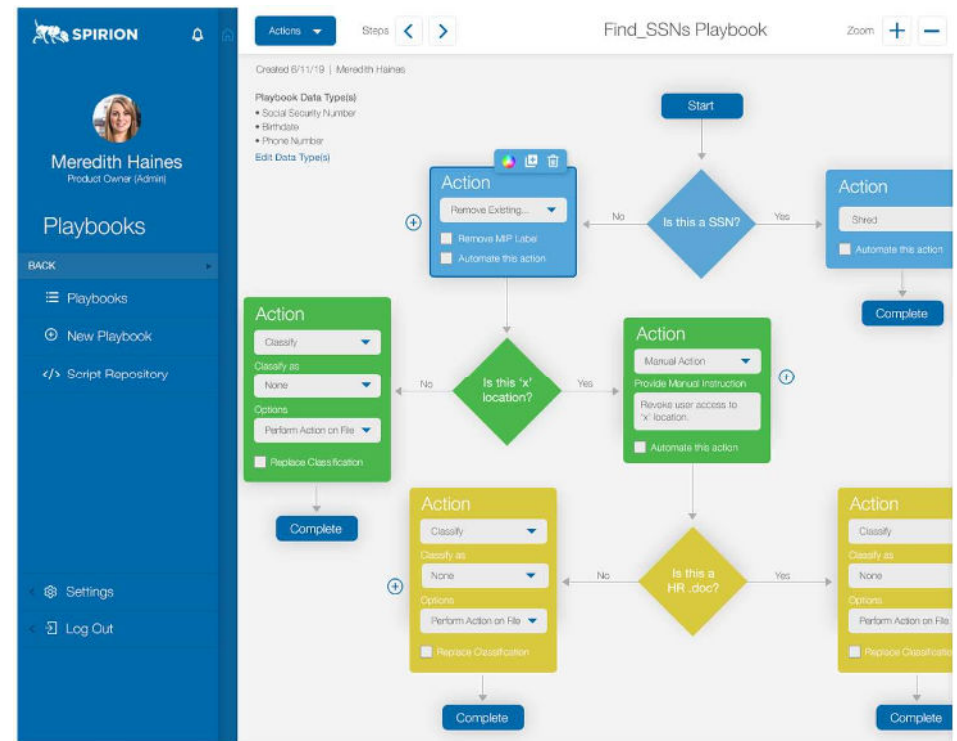 SPIRION
Meredith Haines
Product Owner (Admin)
Playbooks
BACK
Playbooks
New Playbook
</> Script Repository
Settings
Log Out
Actions
Steps
Find_SSNs Playbook
Zoom
Created 6/11/19 | Meredith Haines
Playbook Data Type(s)
• Social Security Number
• Birthdate
• Phone Number
Edit Data Type(s)
Start
Action
Remove Existing...
Remove MIP Label
Automate this action
No
Is this a SSN?
Yes
Action
Shred
Automate this action
Complete
Action
Classify
Classify as
None
Options
Perform Action on File
Replace Classification
Complete
No
Is this 'x'
location?
Yes
Action
Manual Action
Provide Manual Instruction
Revoke user access to
'x' location.
Automate this action
Action
Classify
Classify as
None
Options
Perform Action on File
Replace Classification
Complete
No
Is this a
HR .doc?
Yes
Action
Classify
Classify as
None
Options
Perform Action on File
Replace Classificatio
Complete